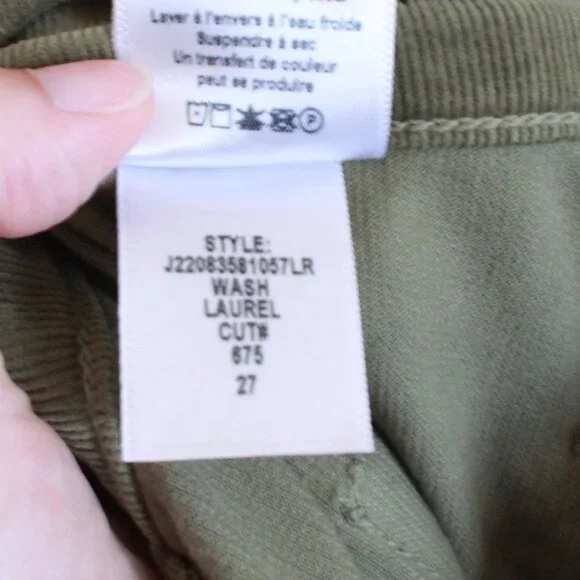 Laver à l'envers à l'eau froide
Suspendre à sec
Un transfert de couleur
peut se produire
P
STYLE:
J22083581057LR
WASH
LAUREL
CUT#
675
27